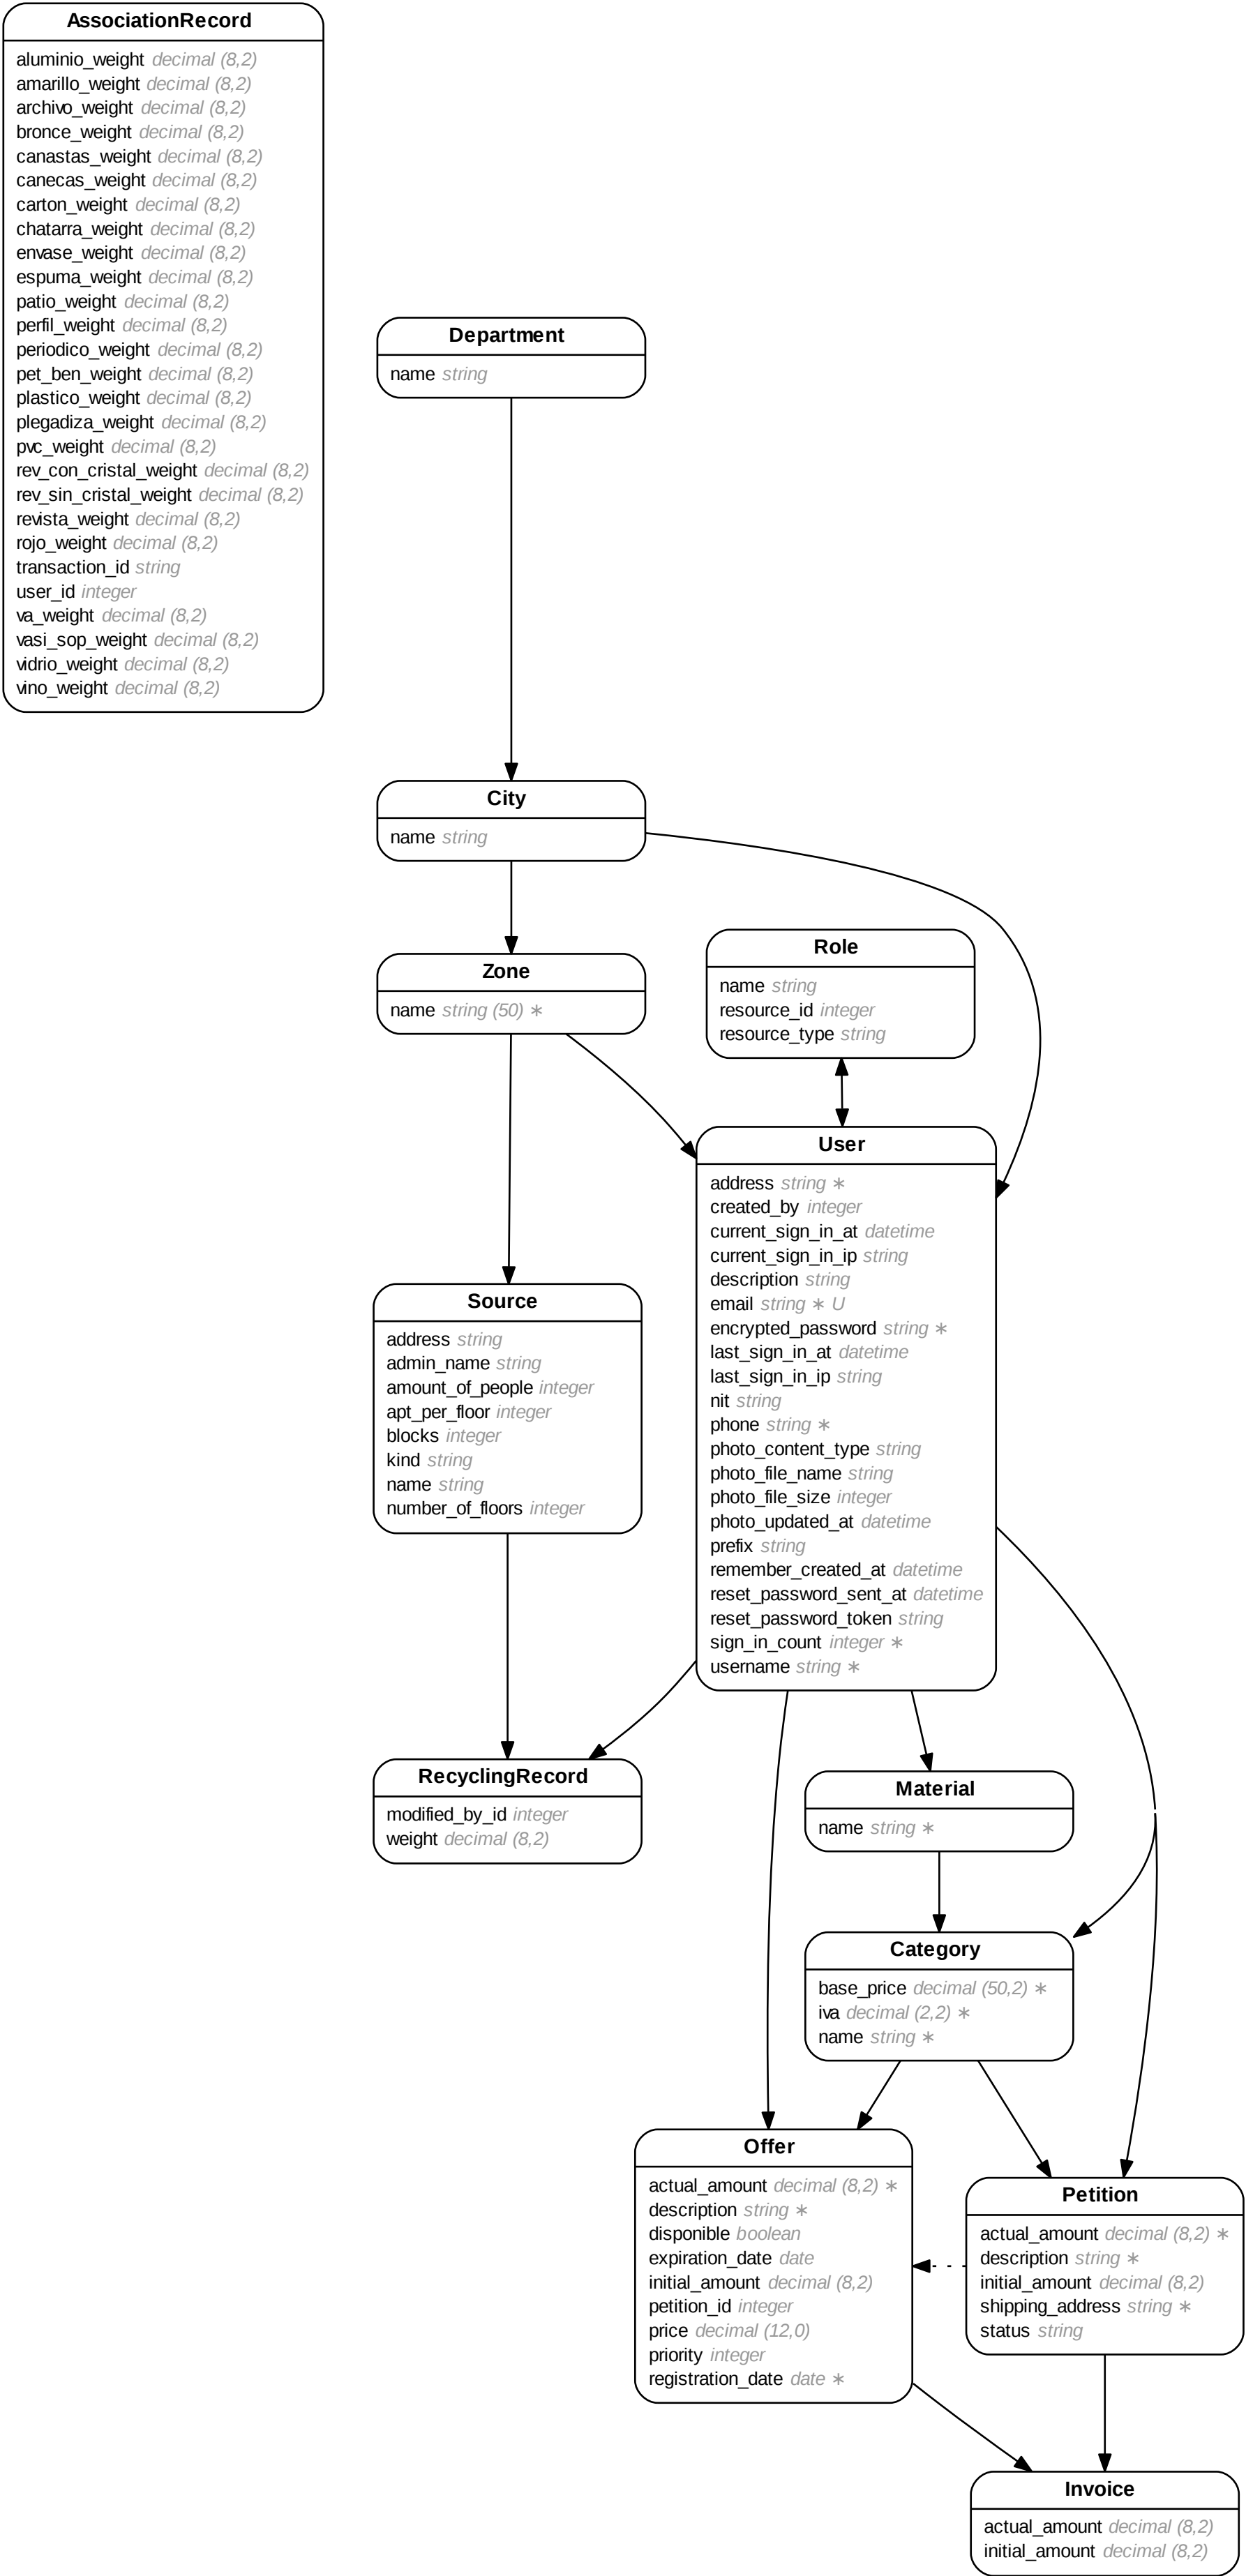 AssociationRecord
aluminio_weight decimal (8,2)
amarillo_weight decimal (8,2)
archivo_weight decimal (8,2)
bronce_weight decimal (8,2)
canastas_weight decimal (8,2)
canecas_weight decimal (8,2)
carton_weight decimal (8,2)
chatarra_weight decimal (8,2)
envase_weight decimal (8,2)
espuma_weight decimal (8,2)
patio_weight decimal (8,2)
perfil_weight decimal (8,2)
periodico_weight decimal (8,2)
pet_ben_weight decimal (8,2)
plastico_weight decimal (8,2)
plegadiza_weight decimal (8,2)
pvc_weight decimal (8,2)
rev_con_cristal_weight decimal (8,2)
rev_sin_cristal_weight decimal (8,2)
revista_weight decimal (8,2)
rojo_weight decimal (8,2)
transaction_id string
user_id integer
va_weight decimal (8,2)
vasi_sop_weight decimal (8,2)
vidrio_weight decimal (8,2)
vino_weight decimal (8,2)
Department
name string
City
name string
Zone
name string (50) ∗
Role
name string
resource_id integer
resource_type string
User
address string ∗
created_by integer
current_sign_in_at datetime
current_sign_in_ip string
description string
email string ∗ U
encrypted_password string ∗
last_sign_in_at datetime
last_sign_in_ip string
nit string
phone string ∗
photo_content_type string
photo_file_name string
photo_file_size integer
photo_updated_at datetime
prefix string
remember_created_at datetime
reset_password_sent_at datetime
reset_password_token string
sign_in_count integer ∗
username string ∗
Source
address string
admin_name string
amount_of_people integer
apt_per_floor integer
blocks integer
kind string
name string
number_of_floors integer
RecyclingRecord
modified_by_id integer
weight decimal (8,2)
Material
name string ∗
Category
base_price decimal (50,2) ∗
iva decimal (2,2) ∗
name string ∗
Offer
actual_amount decimal (8,2) ∗
description string ∗
disponible boolean
expiration_date date
initial_amount decimal (8,2)
petition_id integer
price decimal (12,0)
priority integer
registration_date date ∗
Petition
actual_amount decimal (8,2) ∗
description string ∗
initial_amount decimal (8,2)
shipping_address string ∗
status string
Invoice
actual_amount decimal (8,2)
initial_amount decimal (8,2)